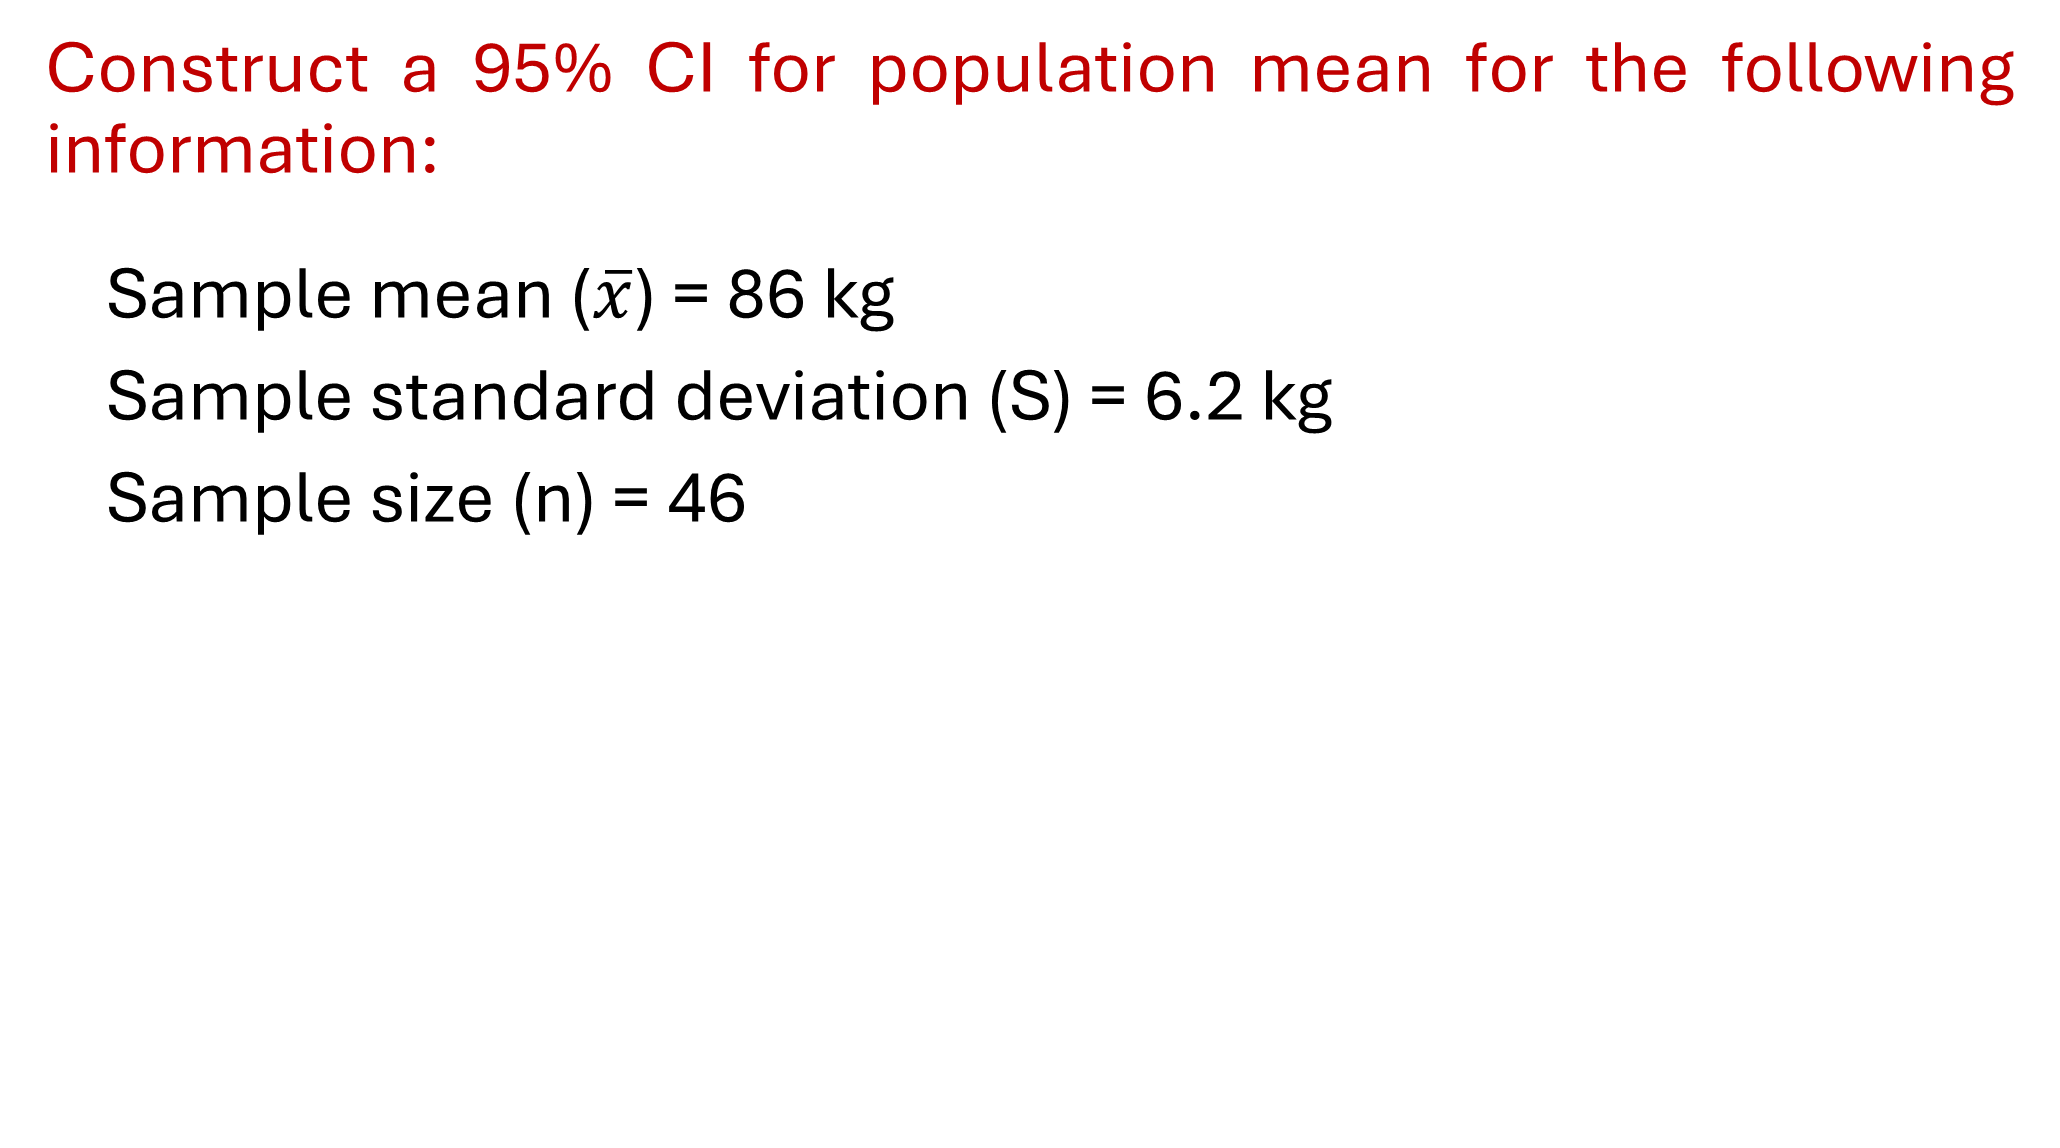 Construct a 95% CI for population mean for the following
information:
Sample mean (x̅) = 86 kg
Sample standard deviation (S) = 6.2 kg
Sample size (n) = 46